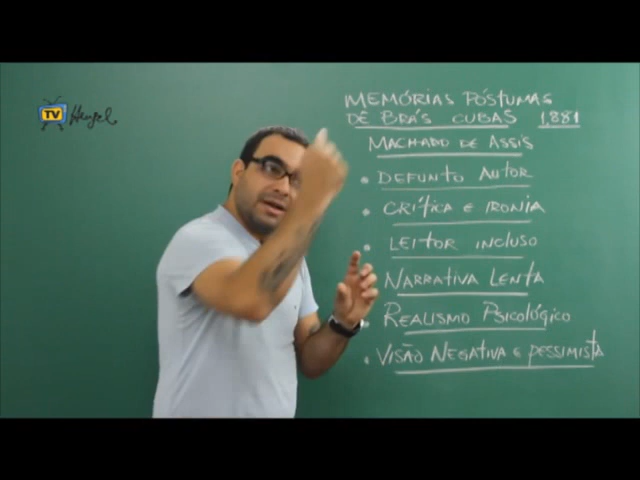 TV Hengel
MEMÓRIAS PÓSTUMAS
DE BRÁS CUBAS 1881
MACHADO DE ASSIS
• DEFUNTO AUTOR
• CRÍTICA E IRONIA
• LEITOR INCLUSO
• NARRATIVA LENTA
• REALISMO PSICOLÓGICO
• VISÃO NEGATIVA E PESSIMISTA